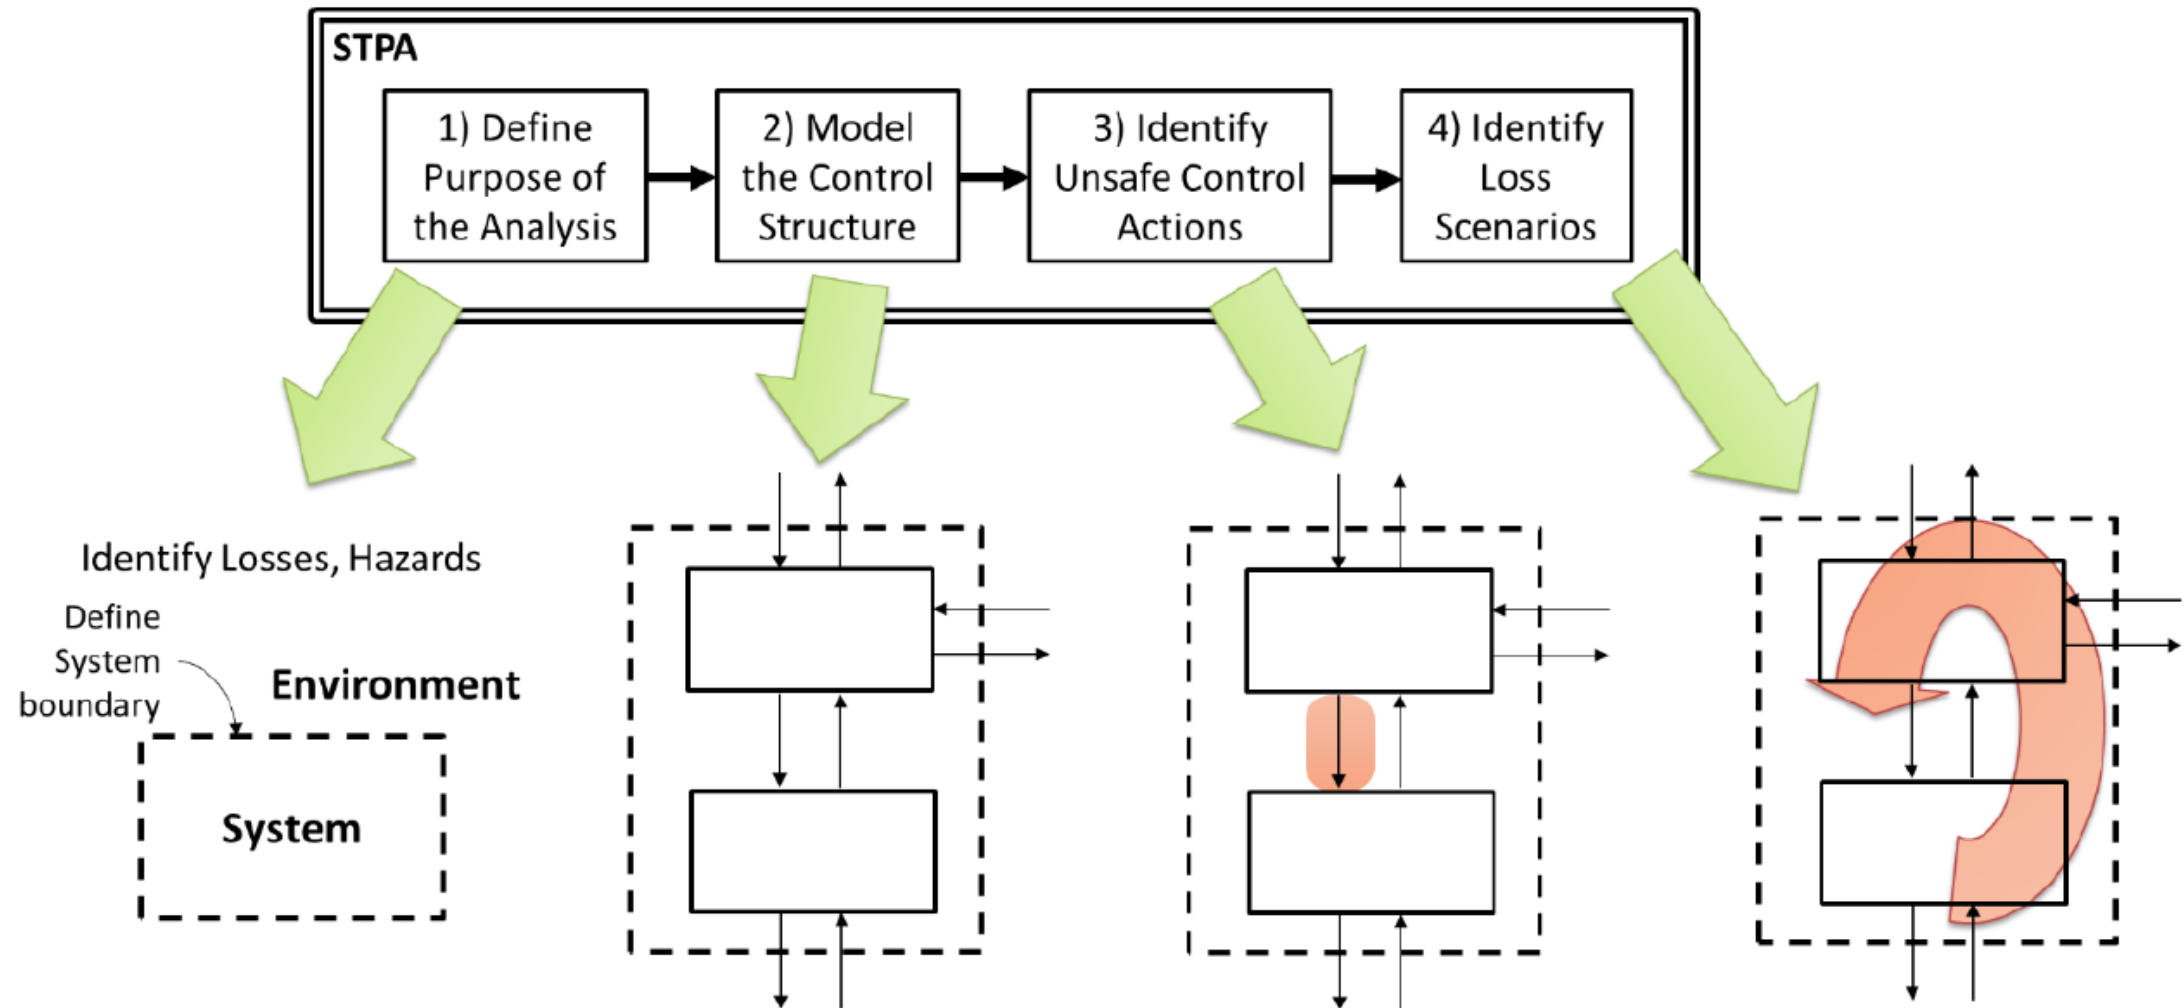 STPA
1) Define
Purpose of
the Analysis
2) Model
the Control
Structure
3) Identify
Unsafe Control
Actions
4) Identify
Loss
Scenarios
Identify Losses, Hazards
Define
System
boundary
Environment
System